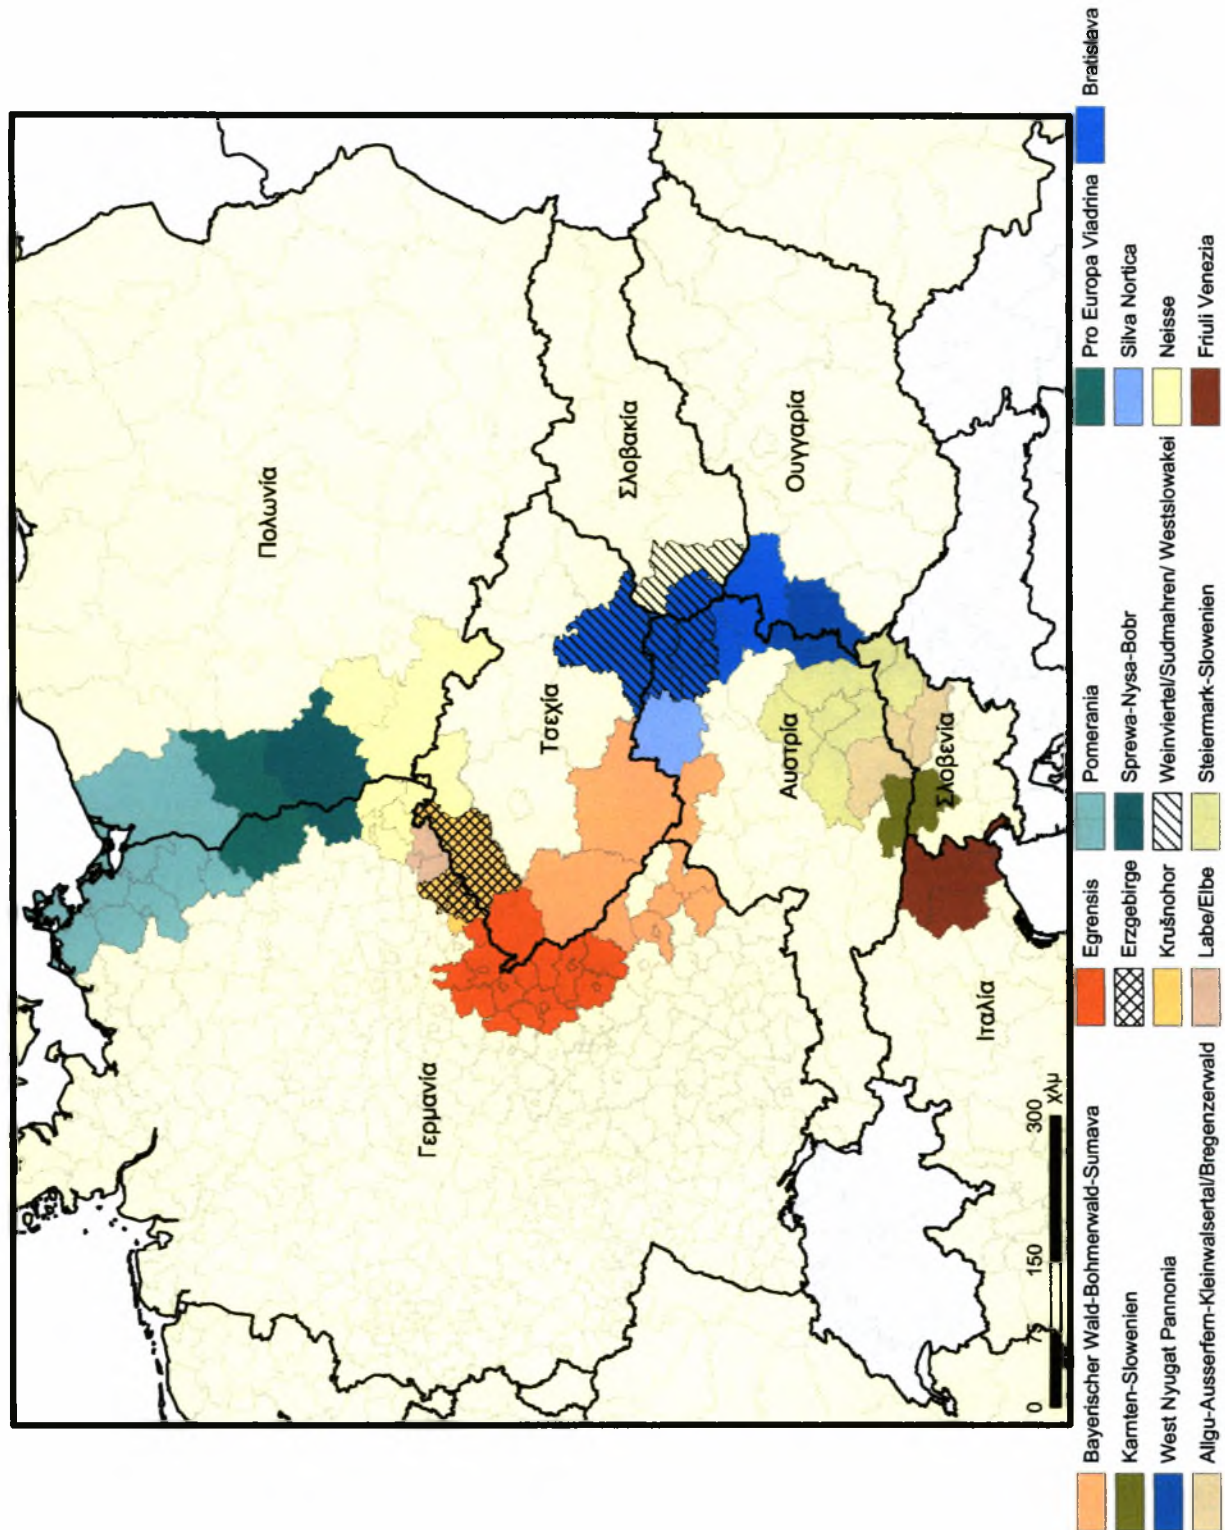 Πολωνία
Γερμανία
Τσεχία
Σλοβακία
Αυστρία
Ουγγαρία
Σλοβενία
Ιταλία
0 75 150 300 χλμ
Bayerischer Wald-Bohmerwald-Sumava
Egrensis
Pomerania
Pro Europa Viadrina
Bratislava
Karnten-Slowenien
Erzgebirge
Sprewa-Nysa-Bobr
Silva Nortica
West Nyugat Pannonia
Krušnohor
Weinviertel/Sudmahren/ Westslowakei
Neisse
Allgu-Ausserfern-Kleinwalsertal/Bregenzerwald
Labe/Elbe
Steiermark-Slowenien
Friuli Venezia